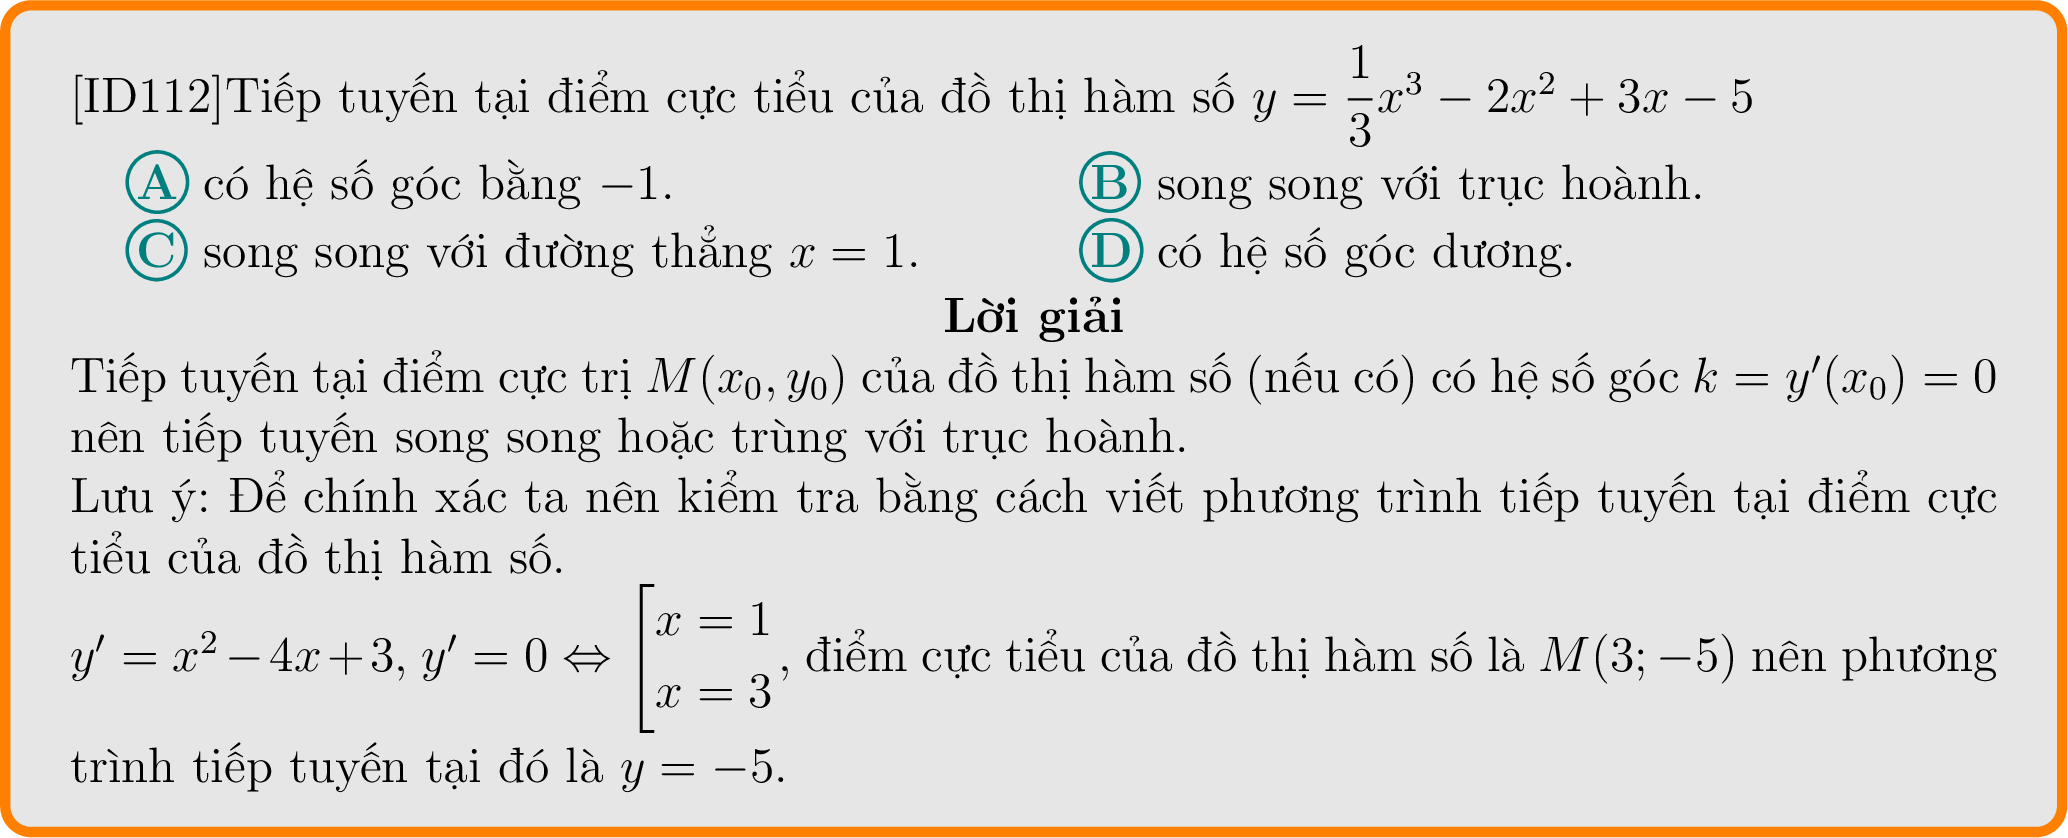 [ID112]Tiếp tuyến tại điểm cực tiểu của đồ thị hàm số $y = \dfrac{1}{3}x^3 - 2x^2 + 3x - 5$
A có hệ số góc bằng $-1$. B song song với trục hoành.
C song song với đường thẳng $x = 1$. D có hệ số góc dương.
Lời giải
Tiếp tuyến tại điểm cực trị $M(x_0, y_0)$ của đồ thị hàm số (nếu có) có hệ số góc $k = y'(x_0) = 0$
nên tiếp tuyến song song hoặc trùng với trục hoành.
Lưu ý: Để chính xác ta nên kiểm tra bằng cách viết phương trình tiếp tuyến tại điểm cực
tiểu của đồ thị hàm số.
$y' = x^2 - 4x + 3$, $y' = 0 \Leftrightarrow \left[\begin{array}{l} x = 1 \\ x = 3 \end{array}\right.$, điểm cực tiểu của đồ thị hàm số là $M(3; -5)$ nên phương
trình tiếp tuyến tại đó là $y = -5$.